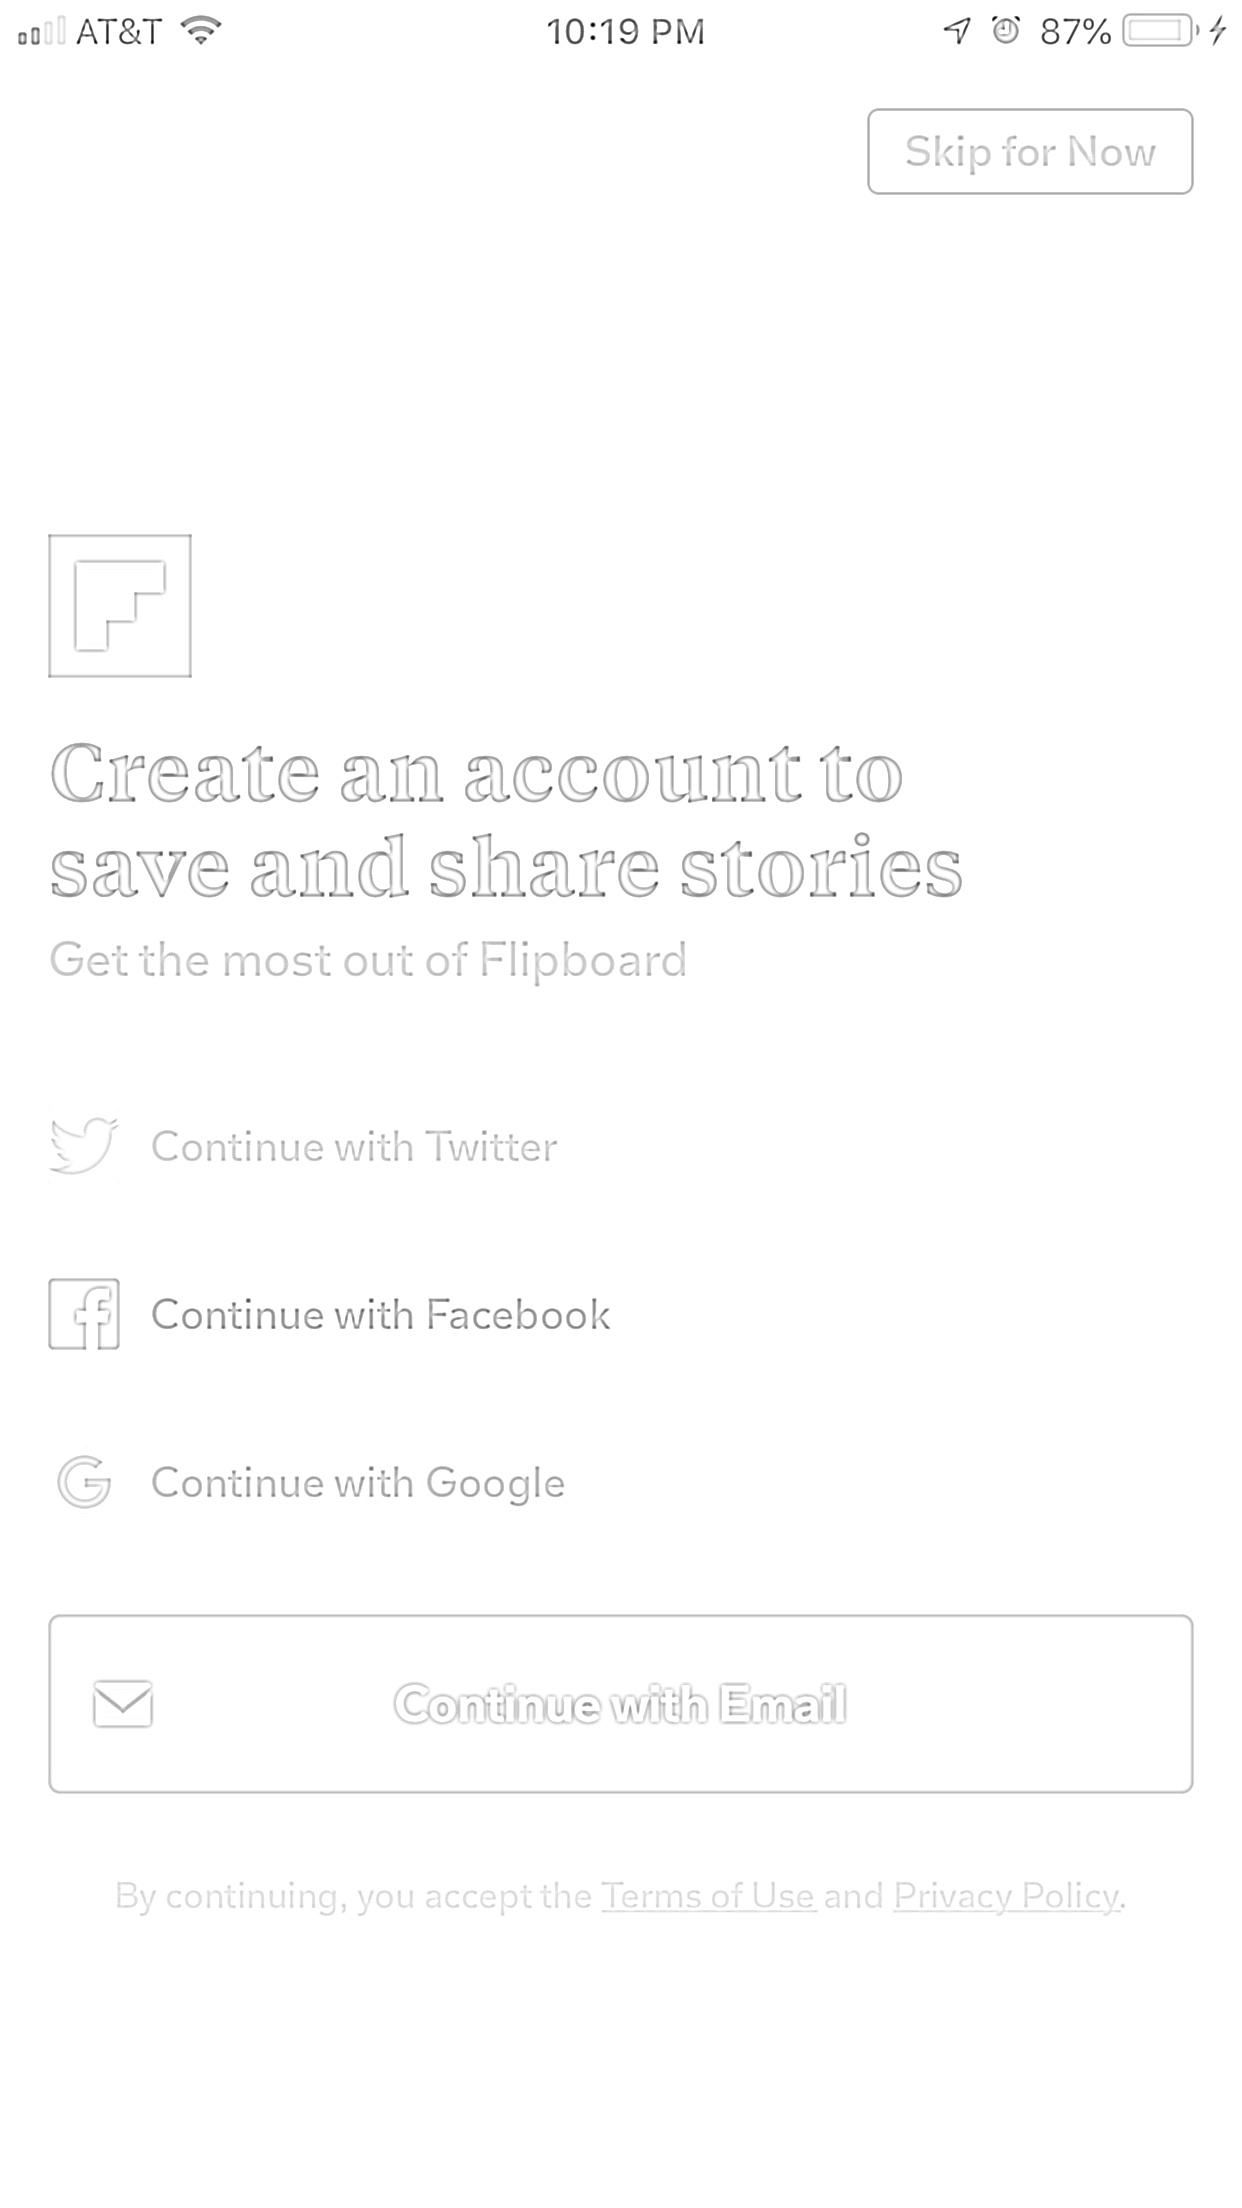 AT&T 10:19 PM 87%
Skip for Now
Create an account to
save and share stories
Get the most out of Flipboard
Continue with Twitter
Continue with Facebook
Continue with Google
Continue with Email
By continuing, you accept the Terms of Use and Privacy Policy.